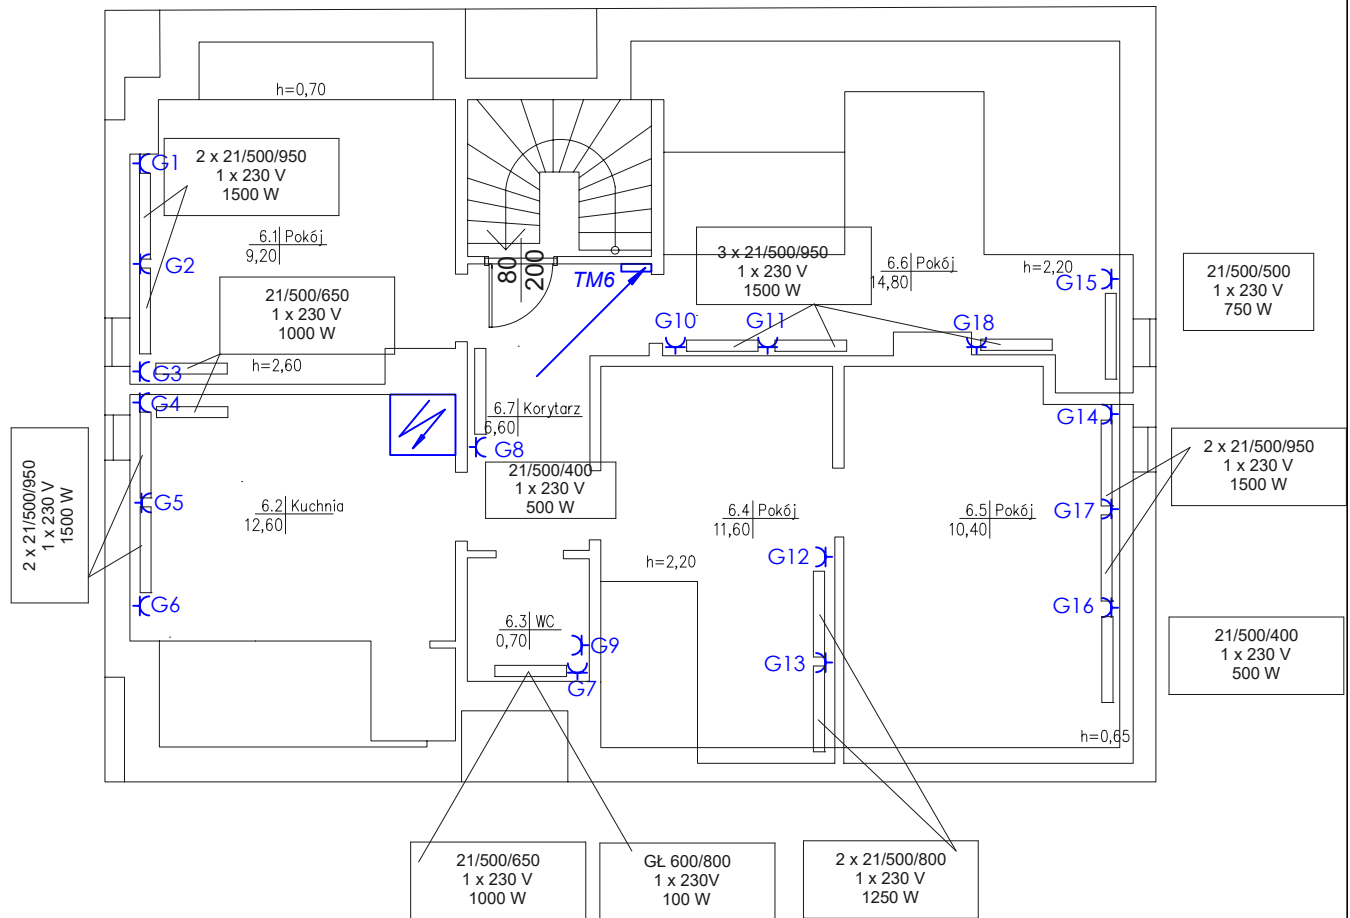 h=0,70
G1
2 x 21/500/950
1 x 230 V
1500 W
6.1 Pokój
9,20
G2
21/500/650
1 x 230 V
1000 W
G3
h=2,60
G4
80
200
TM6
3 x 21/500/950
1 x 230 V
1500 W
6.6 Pokój
14,80
h=2,20
G15
21/500/500
1 x 230 V
750 W
G10
G11
G18
6.7 Korytarz
6,60
G8
21/500/400
1 x 230 V
500 W
G14
2 x 21/500/950
1 x 230 V
1500 W
2 x 21/500/950
1 x 230 V
1500 W
G5
6.2 Kuchnia
12,60
6.4 Pokój
11,60
6.5 Pokój
10,40
G17
h=2,20
G12
G6
G16
6.3 WC
0,70
G9
G7
G13
21/500/400
1 x 230 V
500 W
h=0,65
21/500/650
1 x 230 V
1000 W
GŁ 600/800
1 x 230V
100 W
2 x 21/500/800
1 x 230 V
1250 W